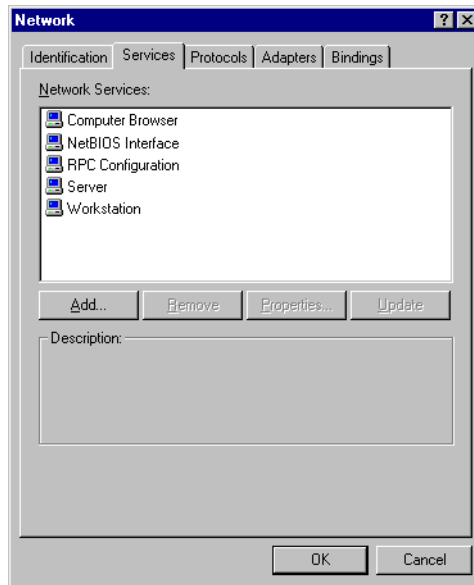 Network
Identification Services Protocols Adapters Bindings
Network Services:
Computer Browser
NetBIOS Interface
RPC Configuration
Server
Workstation
Add... Remove Properties... Update
Description:
OK Cancel